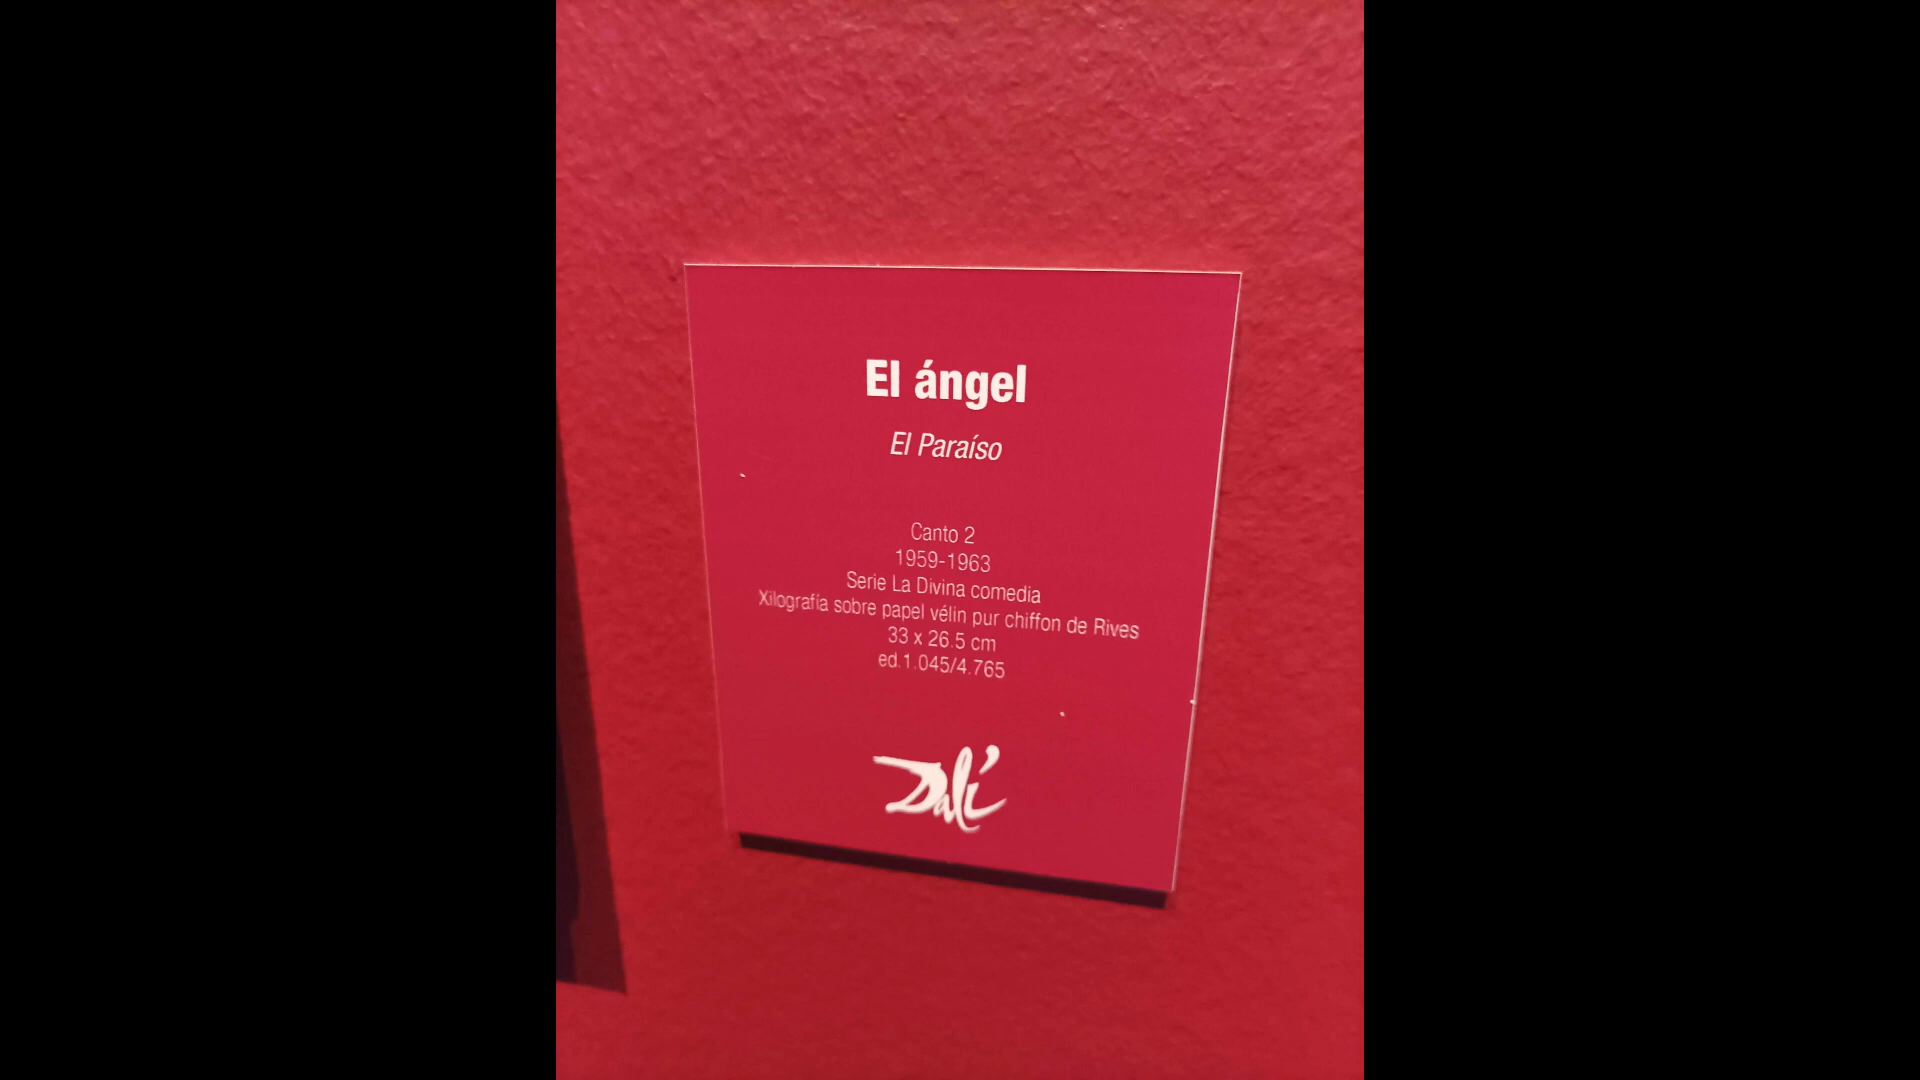 El ángel
El Paraíso
Canto 2
1959-1963
Serie La Divina comedia
Xilografía sobre papel vélin pur chiffon de Rives
33 x 26.5 cm
ed.1.045/4.765
Dalí